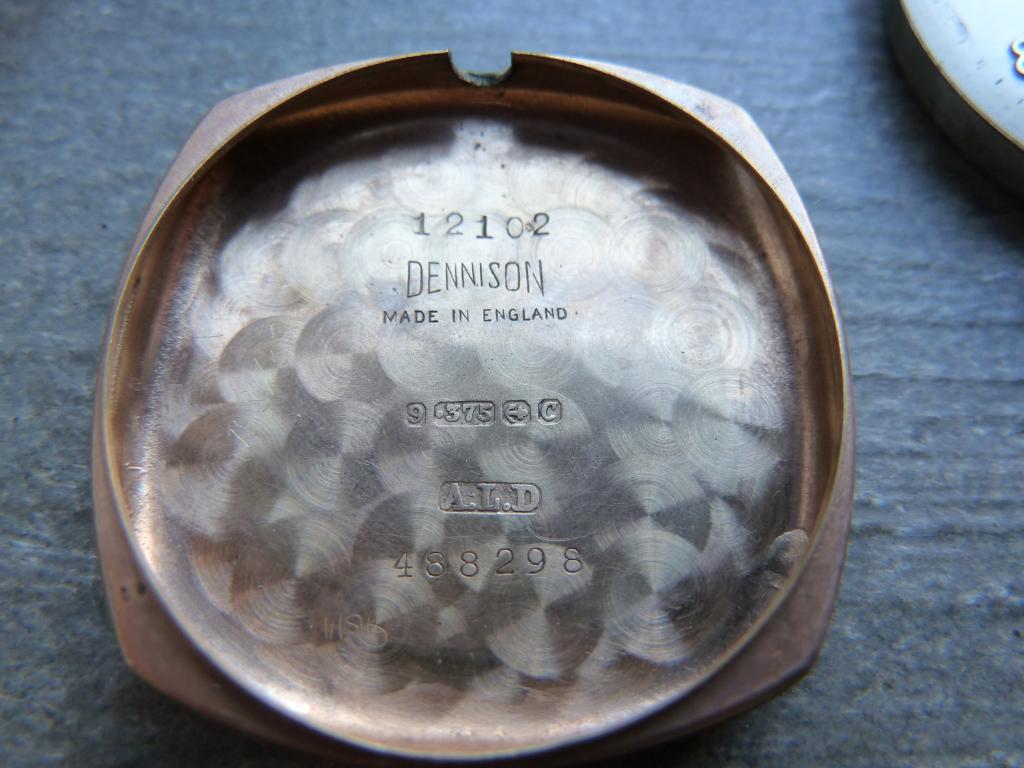 12102
DENNISON
MADE IN ENGLAND
9 ·375 C
A.L.D
488298